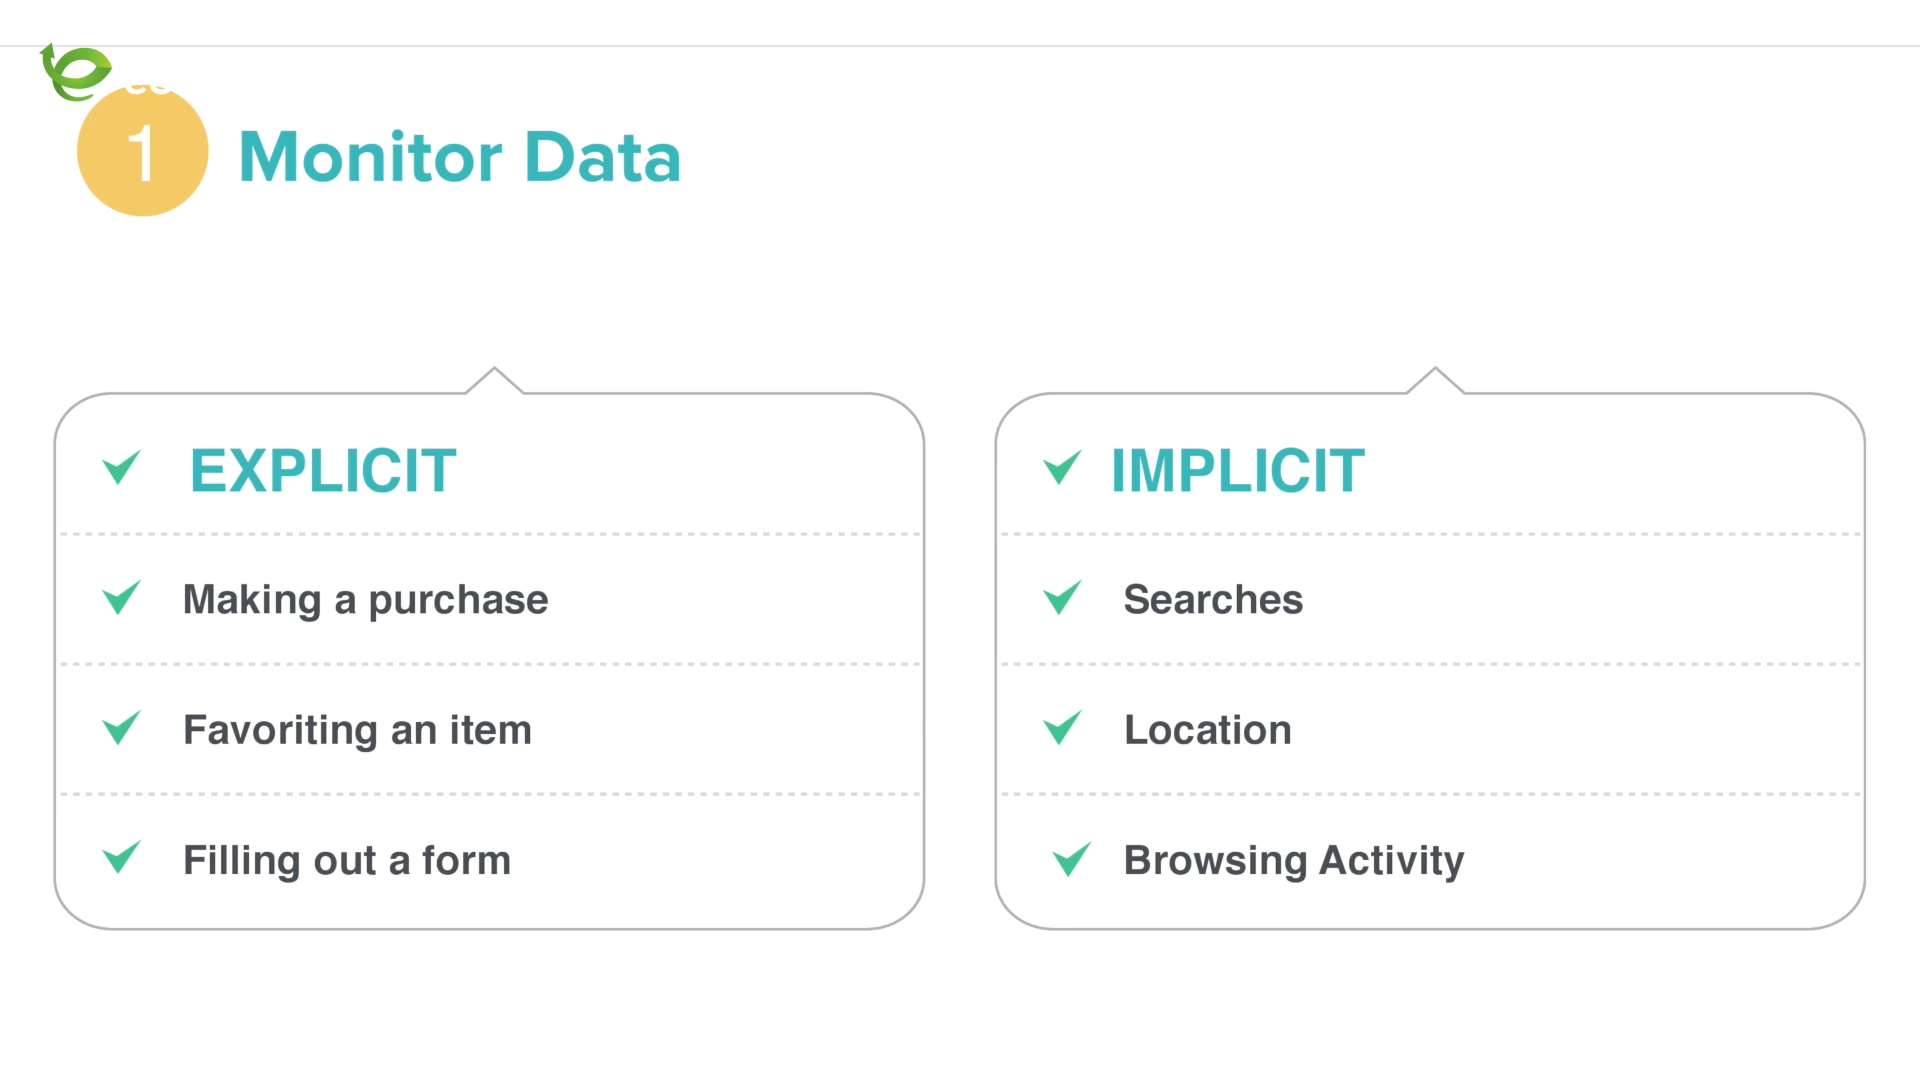 1
Monitor Data
EXPLICIT
Making a purchase
Favoriting an item
Filling out a form
IMPLICIT
Searches
Location
Browsing Activity